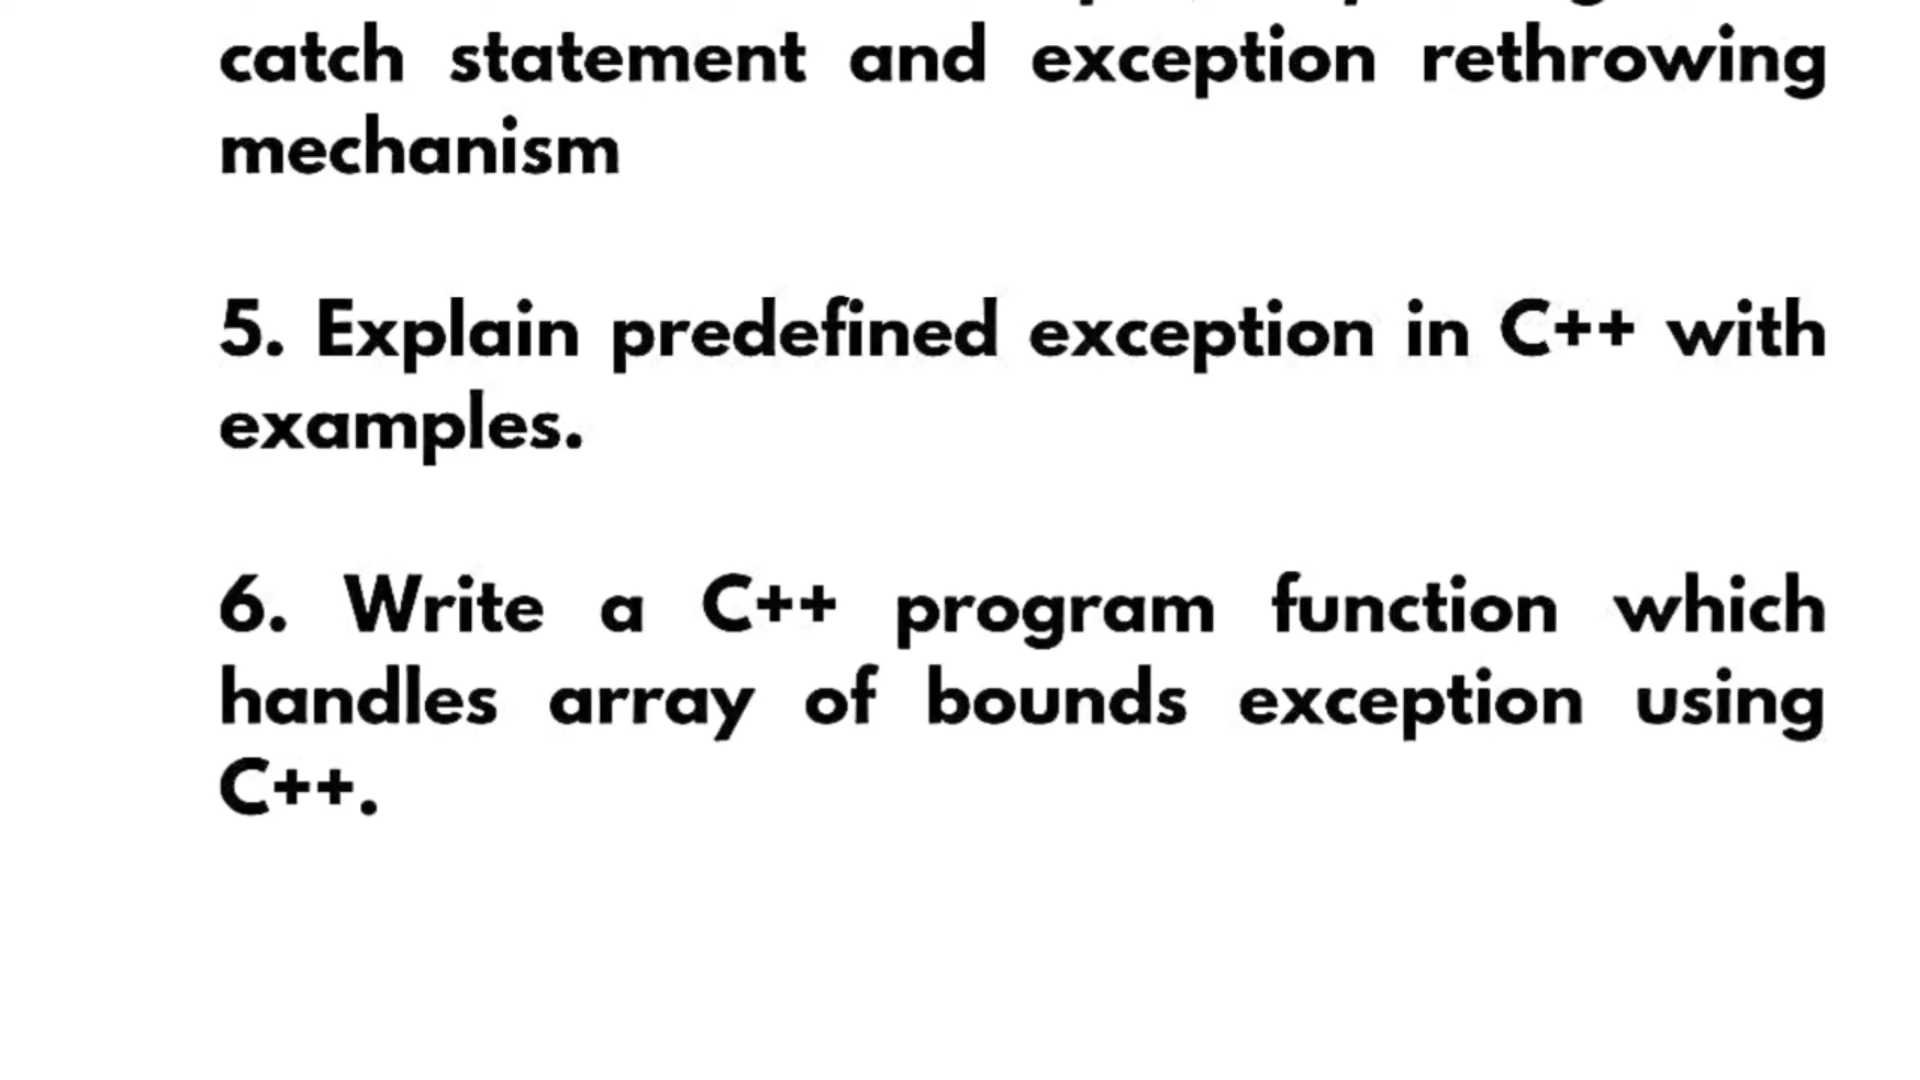 catch statement and exception rethrowing
mechanism
5. Explain predefined exception in C++ with
examples.
6. Write a C++ program function which
handles array of bounds exception using
C++.